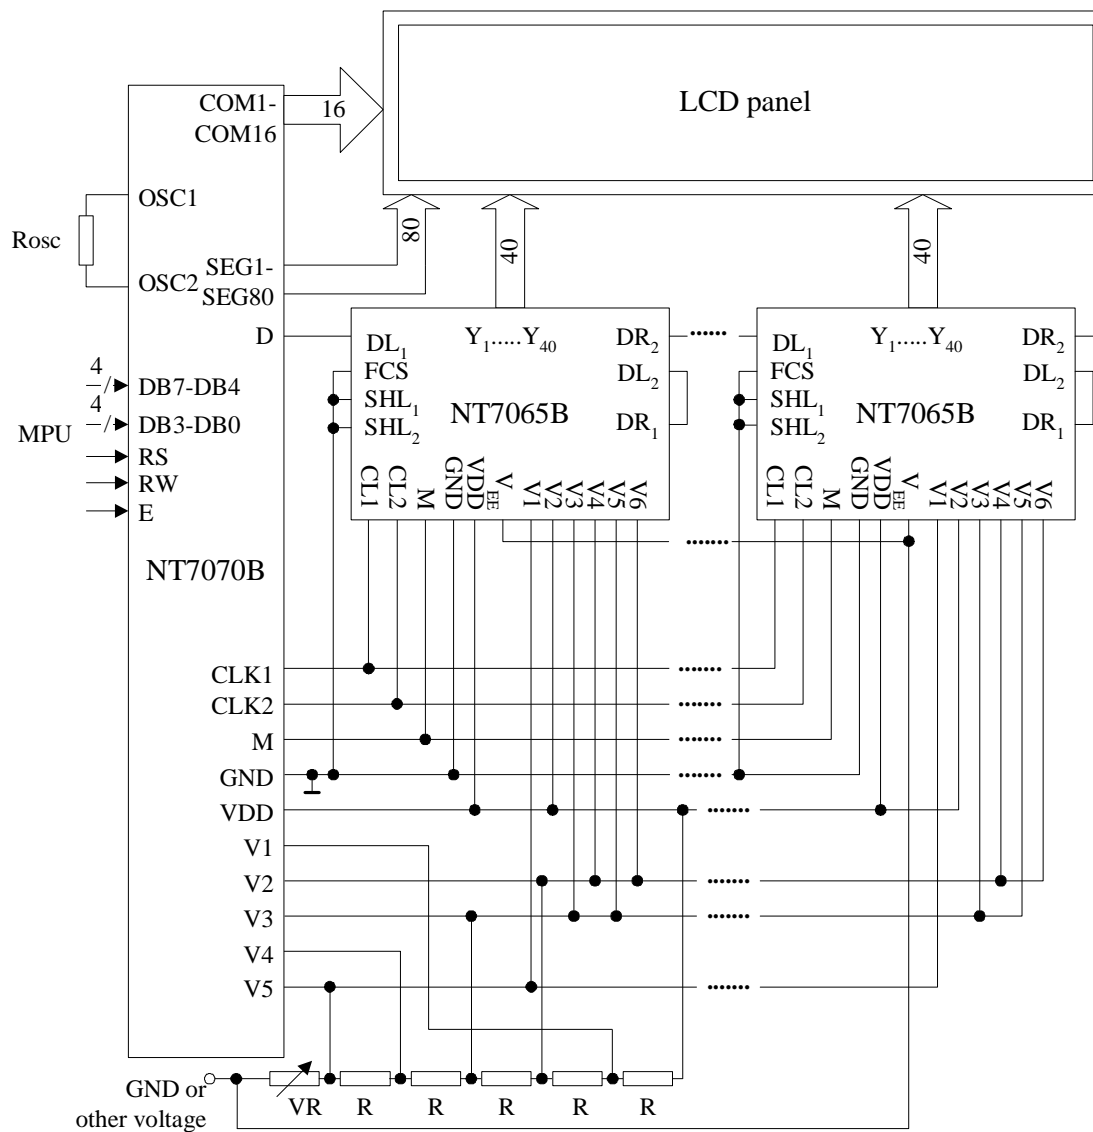 LCD panel
COM1-
COM16
16
OSC1
Rosc
OSC2
SEG1-
SEG80
80
40
40
D
DL1
Y1.....Y40
DR2
FCS
DL2
SHL1
NT7065B
SHL2
DR1
CL1
CL2
M
GND
VDD
VEE
V1
V2
V3
V4
V5
V6
DL1
Y1.....Y40
DR2
FCS
DL2
SHL1
NT7065B
SHL2
DR1
CL1
CL2
M
GND
VDD
VEE
V1
V2
V3
V4
V5
V6
4
DB7-DB4
4
MPU
DB3-DB0
RS
RW
E
NT7070B
CLK1
CLK2
M
GND
VDD
V1
V2
V3
V4
V5
GND or
other voltage
VR
R
R
R
R
R